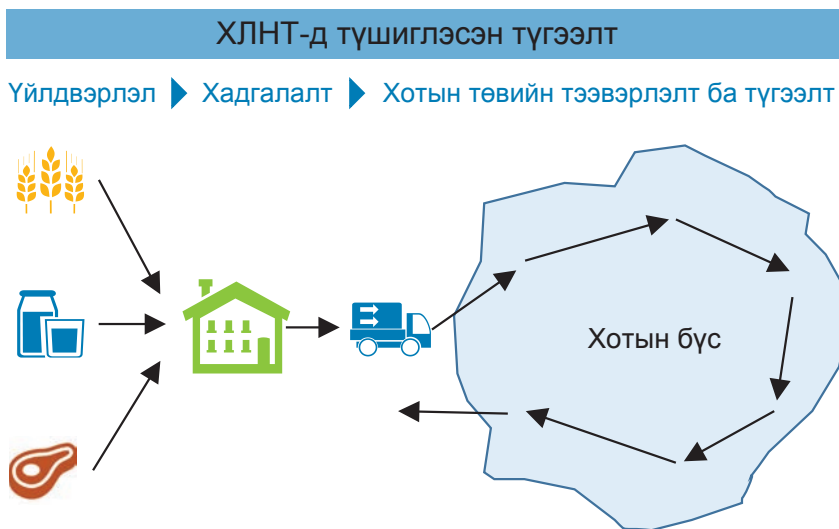 ХЛНТ-д түшиглэсэн түгээлт
Үйлдвэрлэл Хадгалалт Хотын төвийн тээвэрлэлт ба түгээлт
Хотын бүс